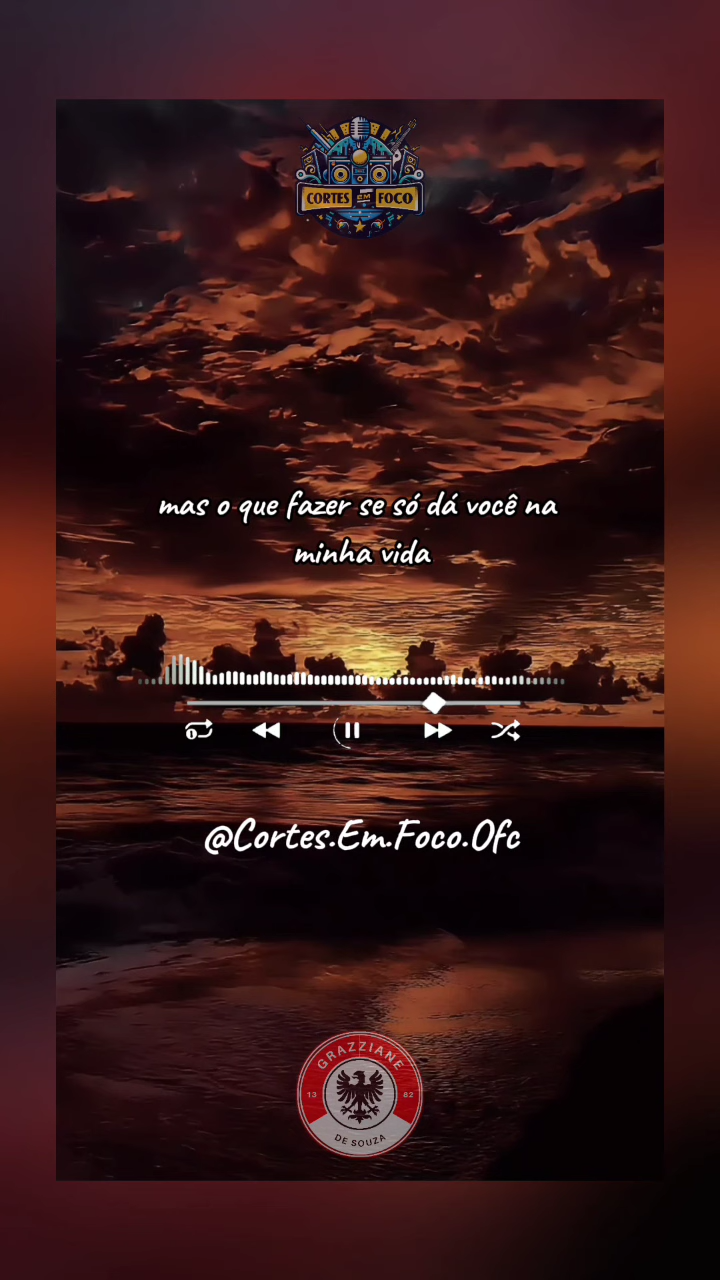 CORTES EM FOCO
mas o que fazer se só dá você na
minha vida
1
@Cortes.Em.Foco.Ofc
GRAZZIANE
13 82
DE SOUZA